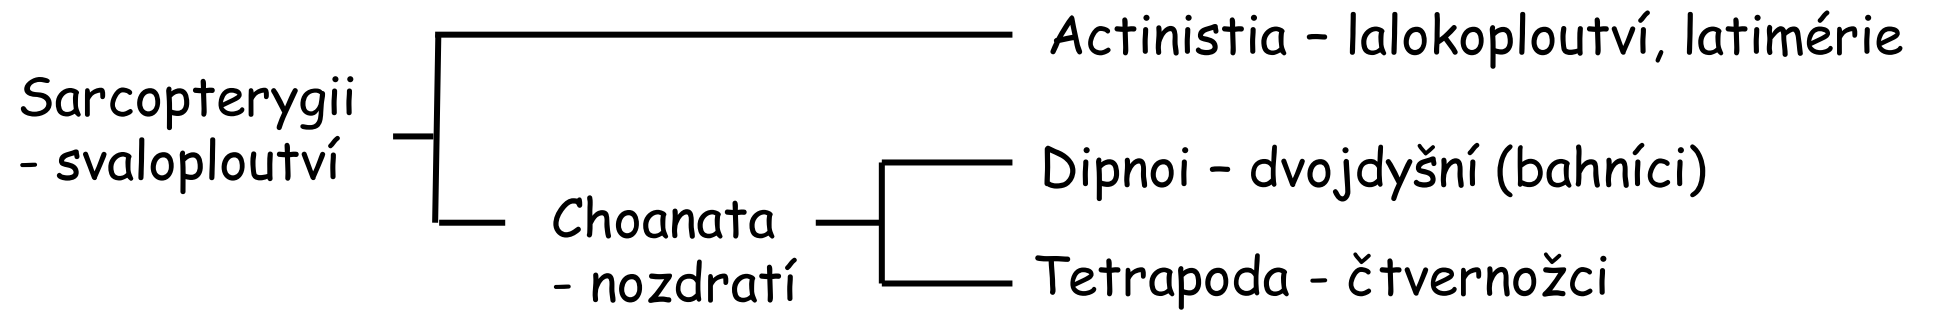 Actinistia – lalokoploutví, latimérie
Sarcopterygii
- svaloploutví
Dipnoi – dvojdyšní (bahníci)
Choanata
- nozdratí
Tetrapoda - čtvernožci